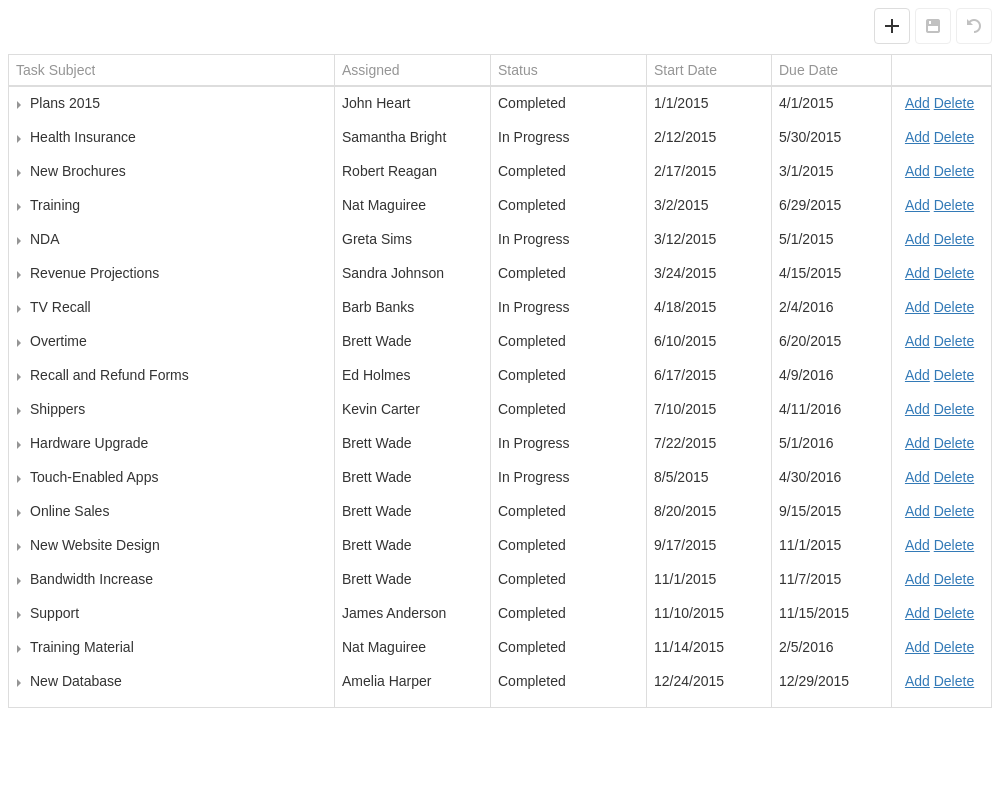 Task Subject Assigned Status Start Date Due Date
Plans 2015 John Heart Completed 1/1/2015 4/1/2015 Add Delete
Health Insurance Samantha Bright In Progress 2/12/2015 5/30/2015 Add Delete
New Brochures Robert Reagan Completed 2/17/2015 3/1/2015 Add Delete
Training Nat Maguiree Completed 3/2/2015 6/29/2015 Add Delete
NDA Greta Sims In Progress 3/12/2015 5/1/2015 Add Delete
Revenue Projections Sandra Johnson Completed 3/24/2015 4/15/2015 Add Delete
TV Recall Barb Banks In Progress 4/18/2015 2/4/2016 Add Delete
Overtime Brett Wade Completed 6/10/2015 6/20/2015 Add Delete
Recall and Refund Forms Ed Holmes Completed 6/17/2015 4/9/2016 Add Delete
Shippers Kevin Carter Completed 7/10/2015 4/11/2016 Add Delete
Hardware Upgrade Brett Wade In Progress 7/22/2015 5/1/2016 Add Delete
Touch-Enabled Apps Brett Wade In Progress 8/5/2015 4/30/2016 Add Delete
Online Sales Brett Wade Completed 8/20/2015 9/15/2015 Add Delete
New Website Design Brett Wade Completed 9/17/2015 11/1/2015 Add Delete
Bandwidth Increase Brett Wade Completed 11/1/2015 11/7/2015 Add Delete
Support James Anderson Completed 11/10/2015 11/15/2015 Add Delete
Training Material Nat Maguiree Completed 11/14/2015 2/5/2016 Add Delete
New Database Amelia Harper Completed 12/24/2015 12/29/2015 Add Delete